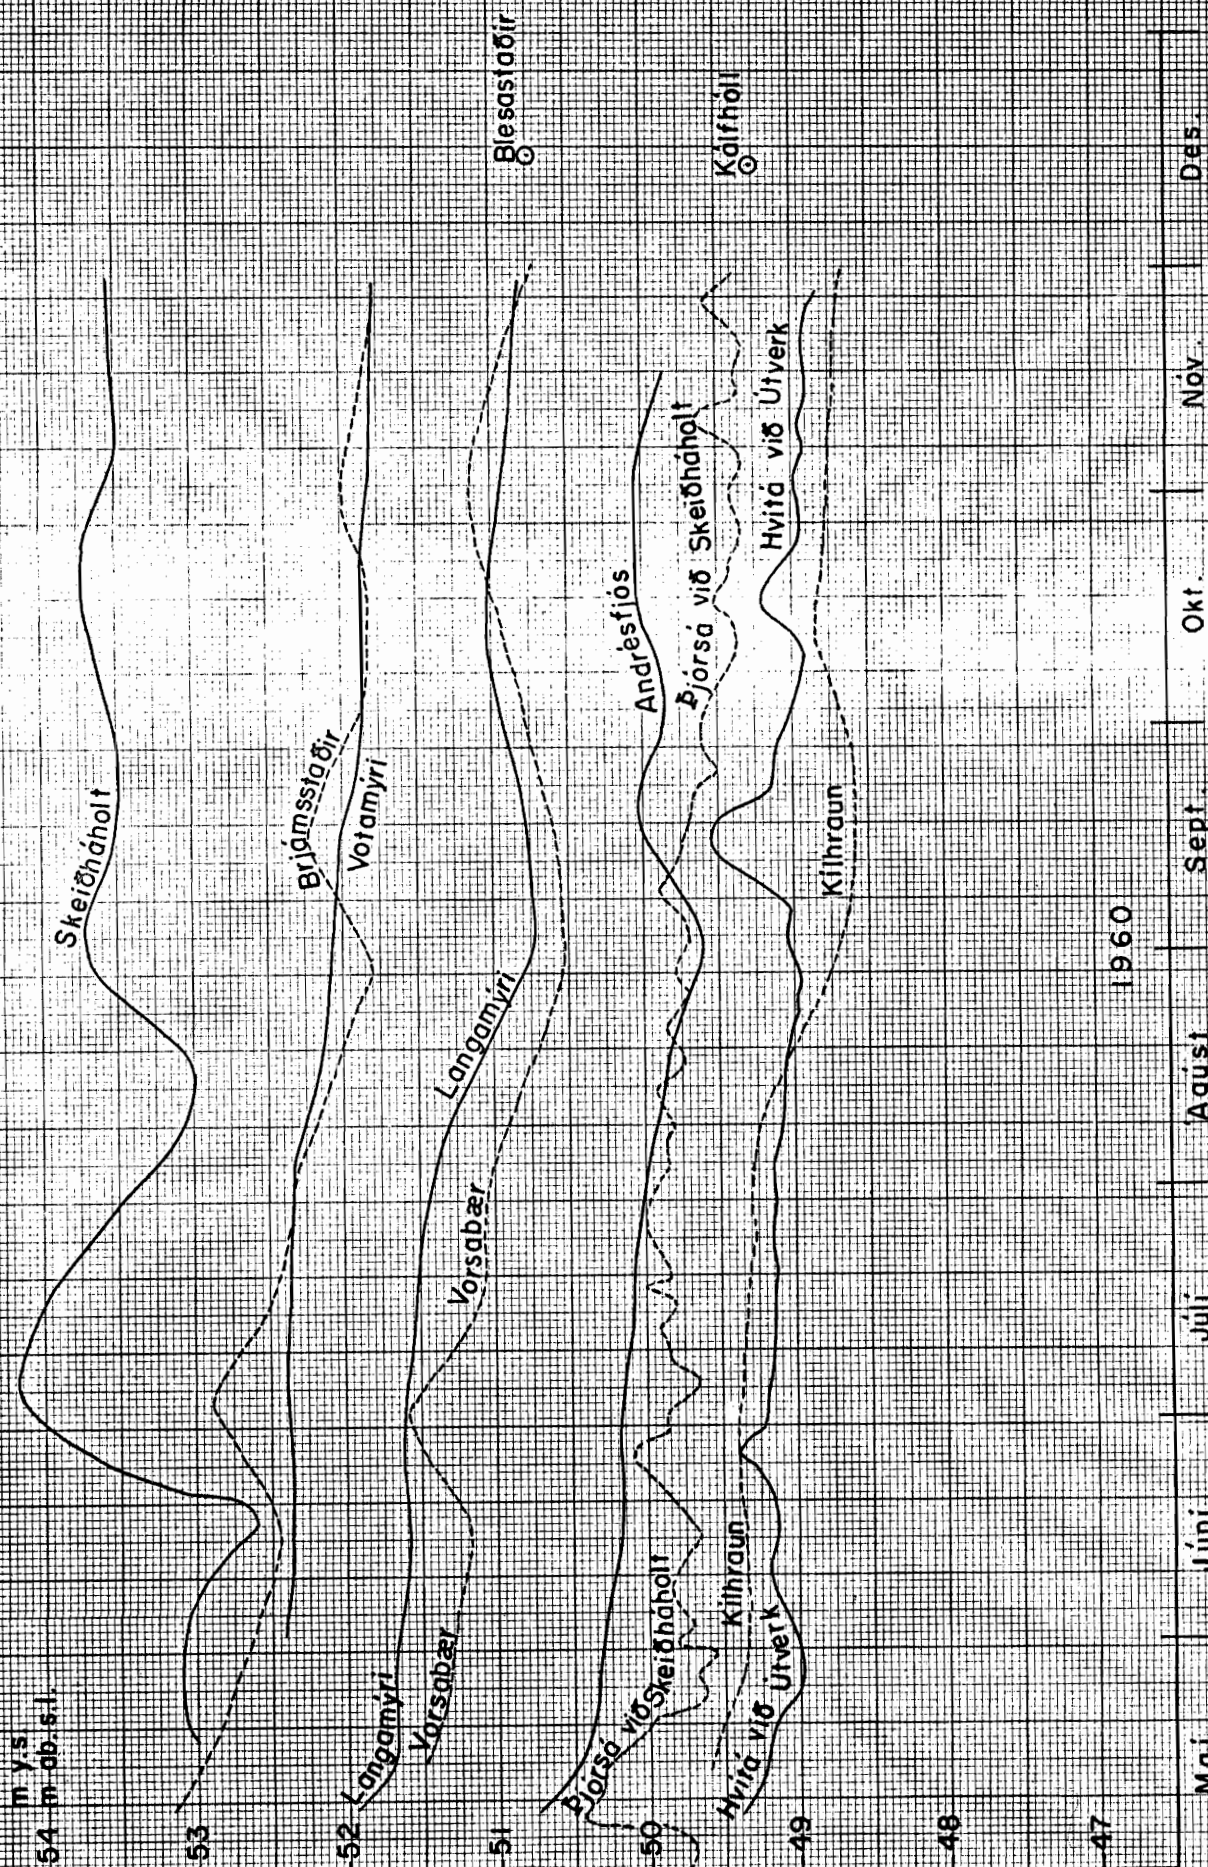 m y.s.
m ab.s.l.
54
53
52
51
50
49
48
47
Skeiðháholt
Brjámsstaðir
Votamýri
Langamýri
Langamýri
Vorsabær
Vorsabær
Blesastaðir
Andrésfjós
Þjórsá við Skeiðháholt
Þjórsá við Skeiðháholt
Kálfhóll
Kílhraun
Kílhraun
Hvítá við Útverk
Hvítá við Útverk
1960
Maí
Júní
Júlí
Ágúst
Sept.
Okt.
Nóv.
Des.